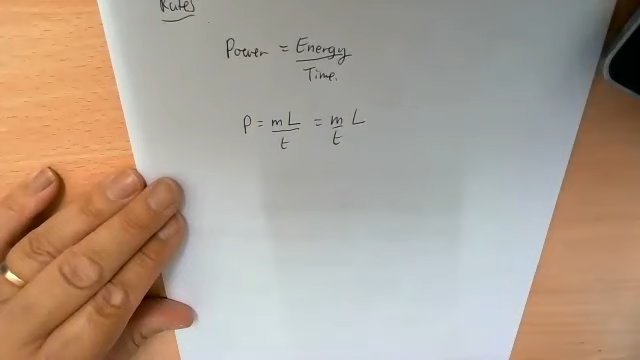 Rates
Power = Energy / Time.
P = mL / t = m / t L